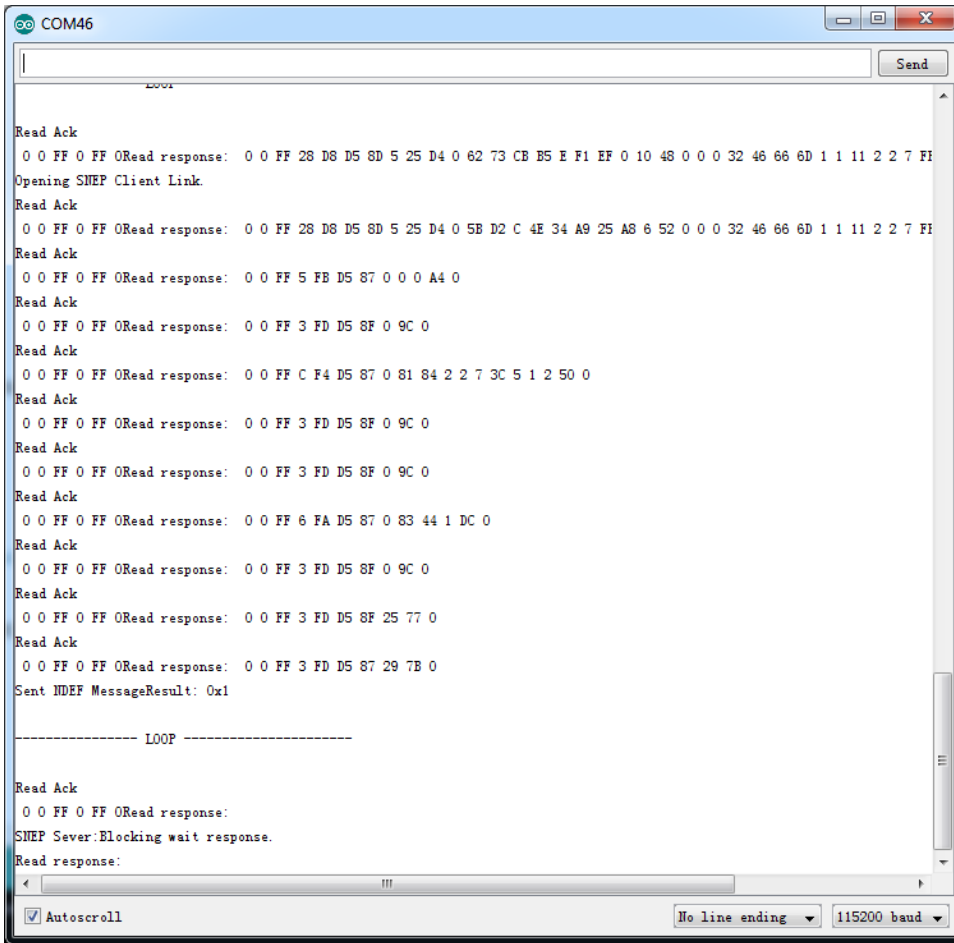 COM46
Send
LOOP
Read Ack
0 0 FF 0 FF 0Read response:  0 0 FF 28 D8 D5 8D 5 25 D4 0 62 73 CB B5 E F1 EF 0 10 48 0 0 0 32 46 66 6D 1 1 11 2 2 7
Opening SNEP Client Link.
Read Ack
0 0 FF 0 FF 0Read response:  0 0 FF 28 D8 D5 8D 5 25 D4 0 5B D2 C 4E 34 A9 25 A8 6 52 0 0 0 32 46 66 6D 1 1 11 2 2 7
Read Ack
0 0 FF 0 FF 0Read response:  0 0 FF 5 FB D5 87 0 0 0 A4 0
Read Ack
0 0 FF 0 FF 0Read response:  0 0 FF 3 FD D5 8F 0 9C 0
Read Ack
0 0 FF 0 FF 0Read response:  0 0 FF C F4 D5 87 0 81 84 2 2 7 3C 5 1 2 50 0
Read Ack
0 0 FF 0 FF 0Read response:  0 0 FF 3 FD D5 8F 0 9C 0
Read Ack
0 0 FF 0 FF 0Read response:  0 0 FF 3 FD D5 8F 0 9C 0
Read Ack
0 0 FF 0 FF 0Read response:  0 0 FF 6 FA D5 87 0 83 44 1 DC 0
Read Ack
0 0 FF 0 FF 0Read response:  0 0 FF 3 FD D5 8F 0 9C 0
Read Ack
0 0 FF 0 FF 0Read response:  0 0 FF 3 FD D5 8F 25 77 0
Read Ack
0 0 FF 0 FF 0Read response:  0 0 FF 3 FD D5 87 29 7B 0
Sent NDEF MessageResult: 0x1
---------------- LOOP ----------------------
Read Ack
0 0 FF 0 FF 0Read response:
SNEP Sever:Blocking wait response.
Read response:
Autoscroll
No line ending
115200 baud